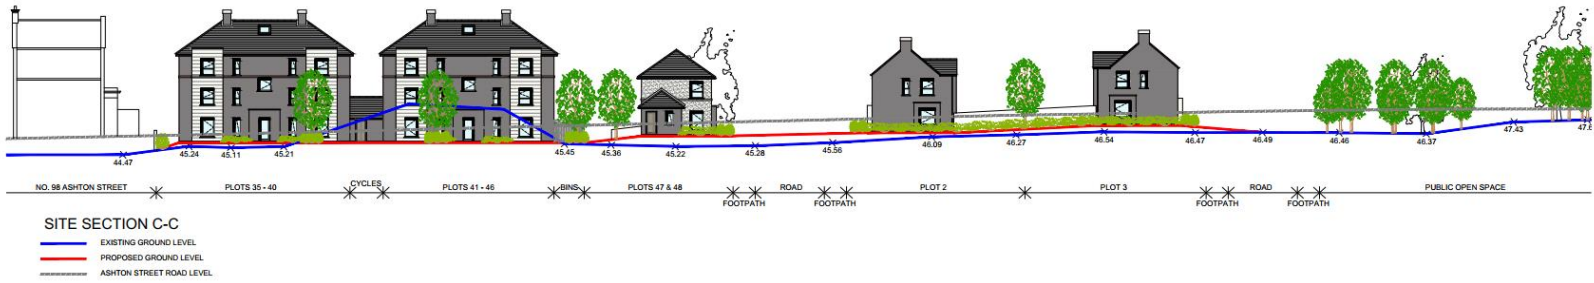 44.47
45.24
45.11
45.21
45.45
45.36
45.22
45.28
45.56
46.09
46.27
46.54
46.47
46.49
46.46
46.37
47.43
NO. 98 ASHTON STREET
PLOTS 35 - 40
CYCLES
PLOTS 41 - 46
BINS
PLOTS 47 & 48
FOOTPATH
ROAD
FOOTPATH
PLOT 2
PLOT 3
FOOTPATH
ROAD
FOOTPATH
PUBLIC OPEN SPACE
SITE SECTION C-C
EXISTING GROUND LEVEL
PROPOSED GROUND LEVEL
ASHTON STREET ROAD LEVEL